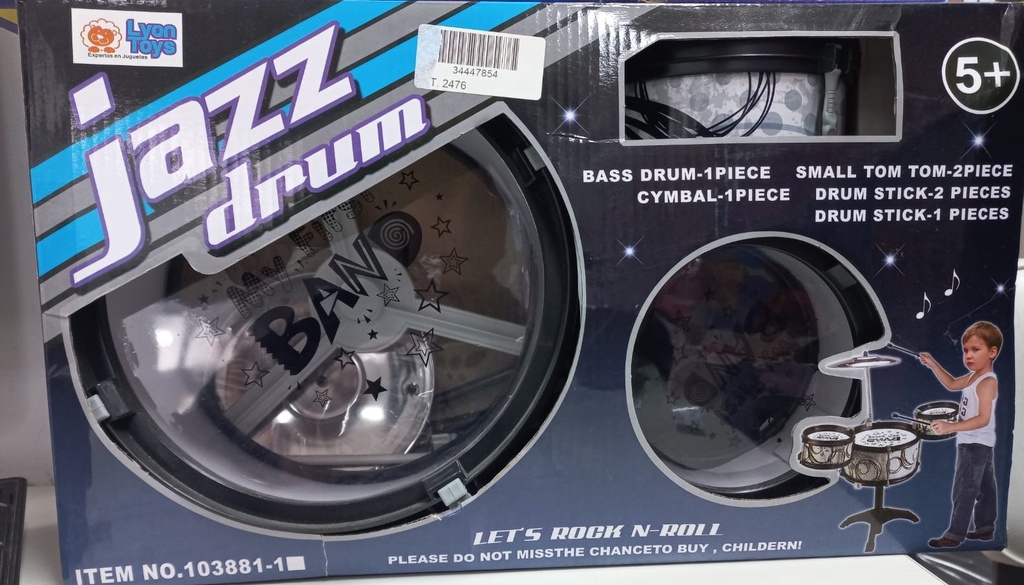 Lyon
Toys
Expertos en Juguetes
jazz
drum
34447854
T. 2476
5+
BASS DRUM-1PIECE SMALL TOM TOM-2PIECE
CYMBAL-1PIECE DRUM STICK-2 PIECES
DRUM STICK-1 PIECES
BAW
LET'S ROCK N-ROLL
PLEASE DO NOT MISSTHE CHANCETO BUY , CHILDERN!
ITEM NO.103881-1